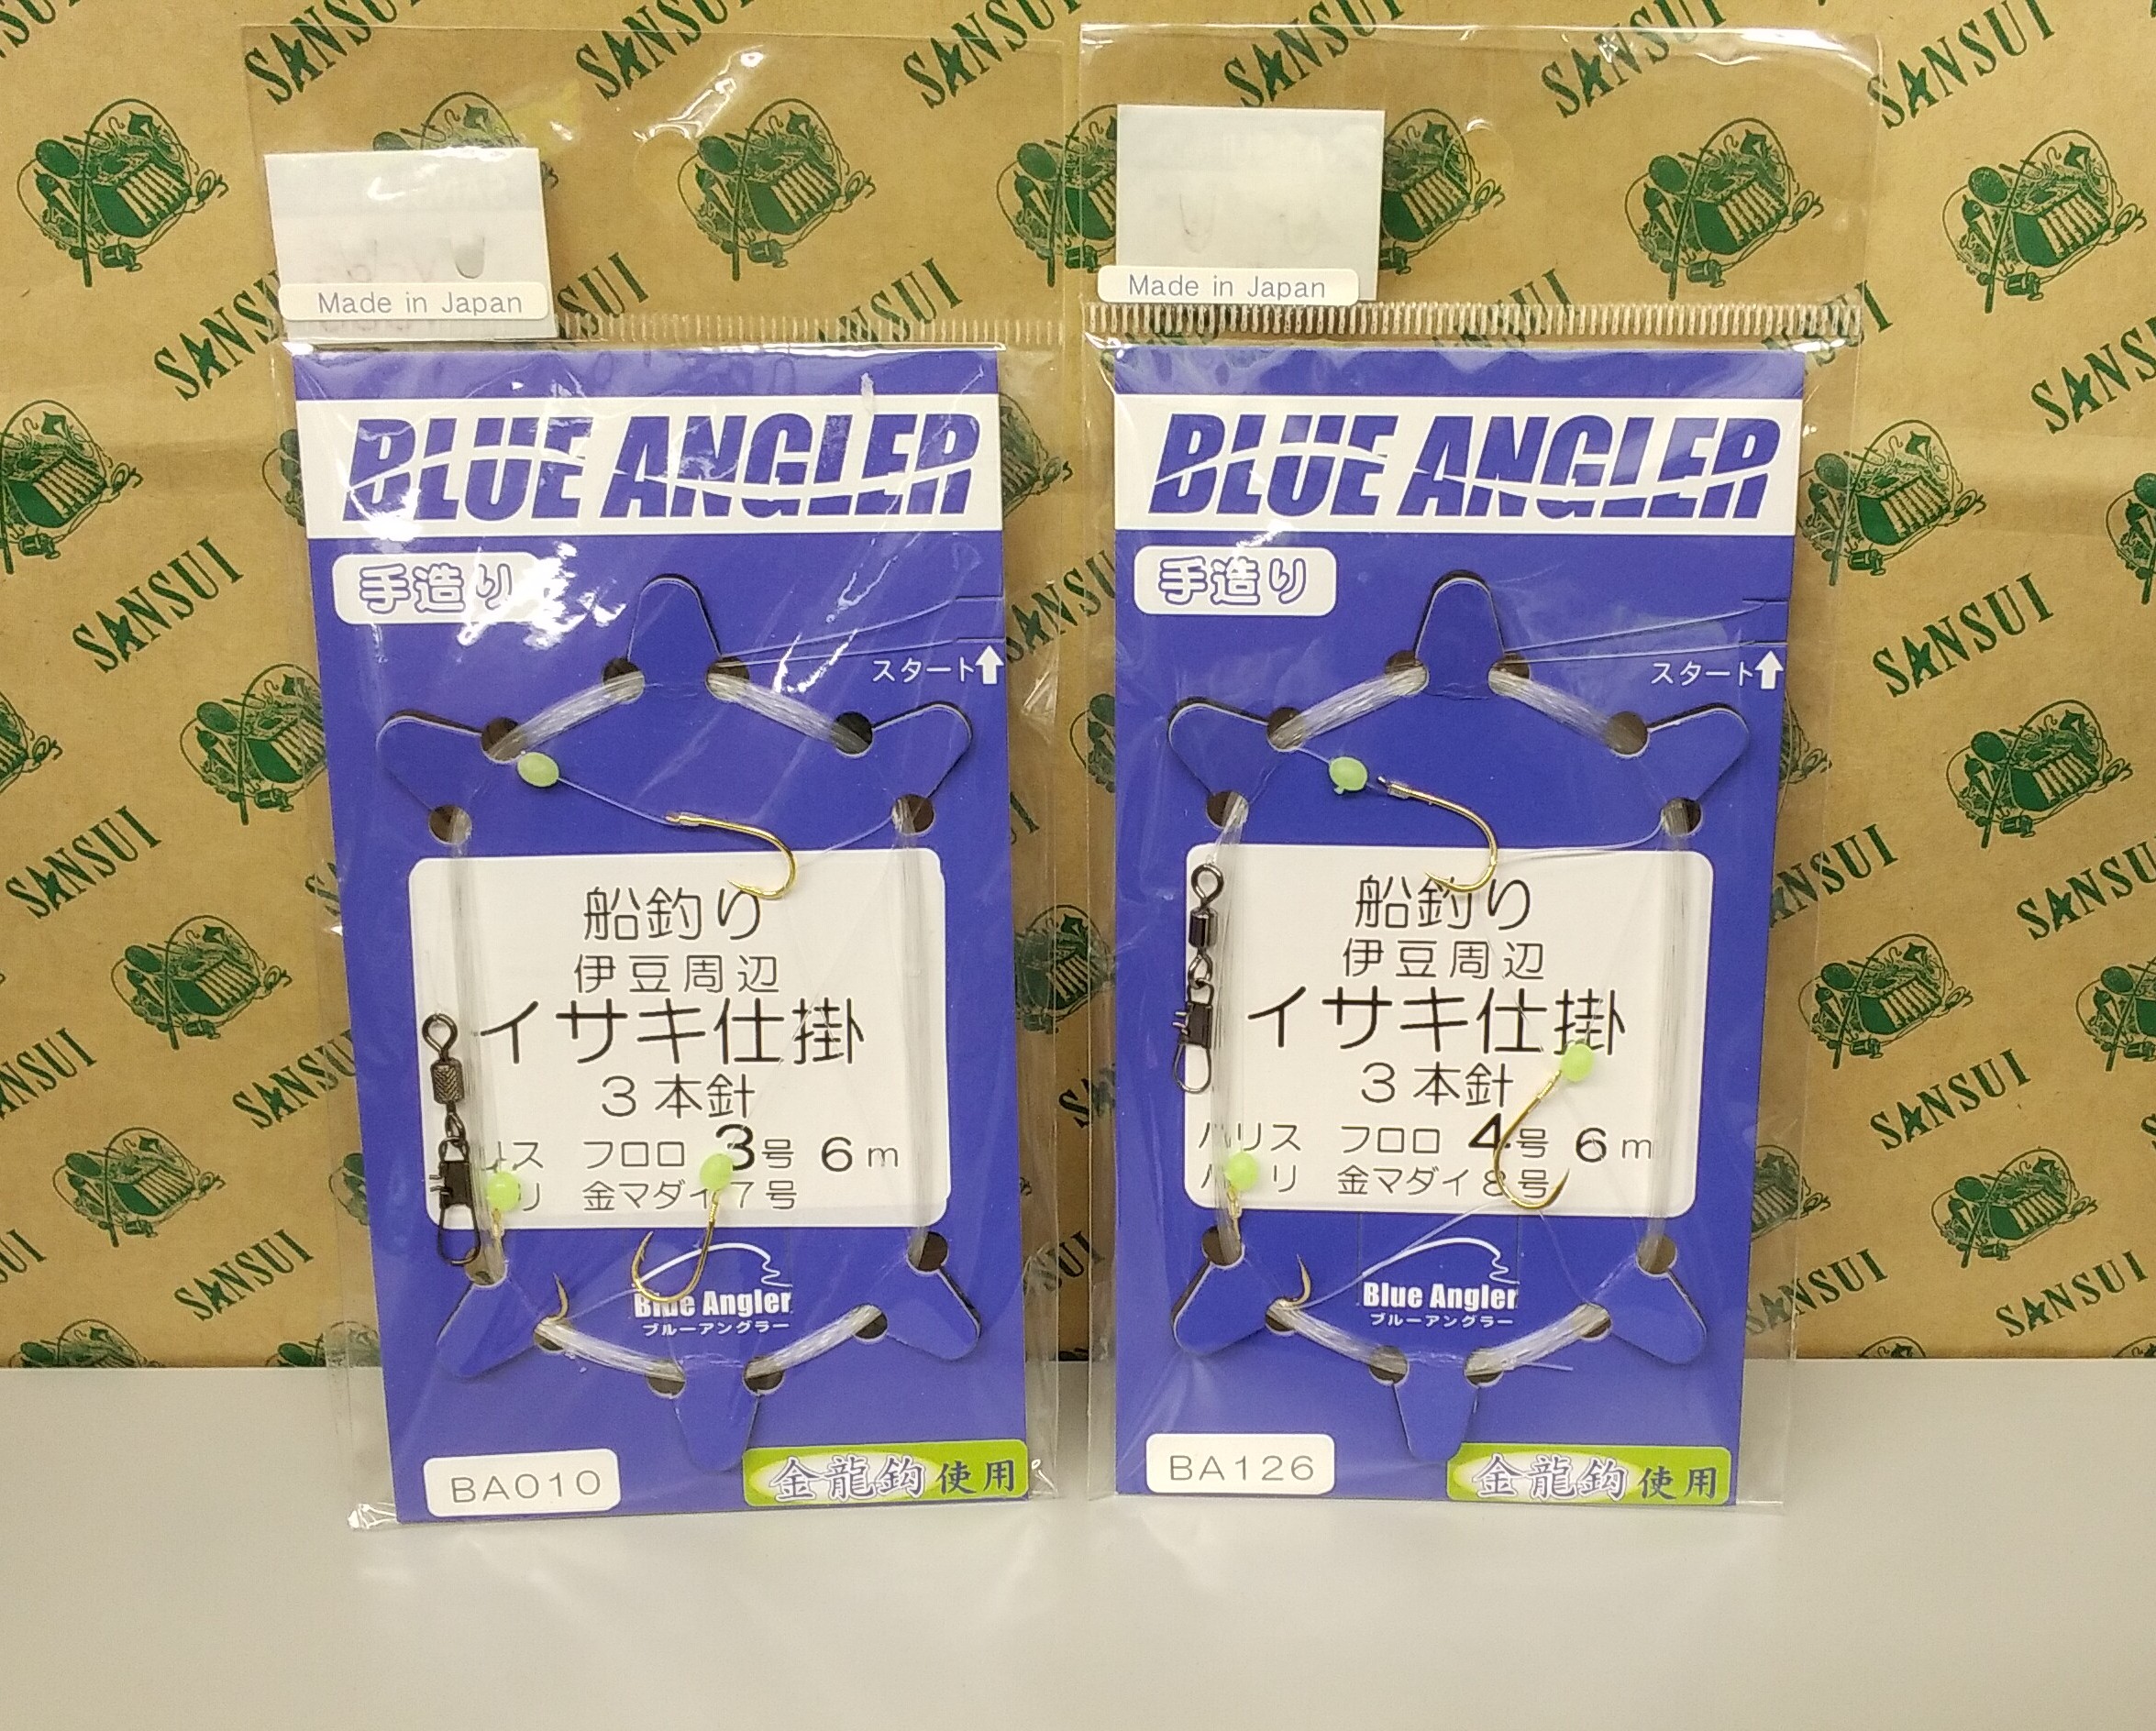 SANSUI
Made in Japan
BLUE ANGLER
手造り
スタート
船釣り
伊豆周辺
イサキ仕掛
3本針
リス フロロ 3号 6m
リ 金マダイ 7号
Blue Angler
ブルーアングラー
BA010
金龍鈎使用
Made in Japan
BLUE ANGLER
手造り
スタート
船釣り
伊豆周辺
イサキ仕掛
3本針
ハリス フロロ 4号 6m
ハリ 金マダイ 8号
Blue Angler
ブルーアングラー
BA126
金龍鈎使用